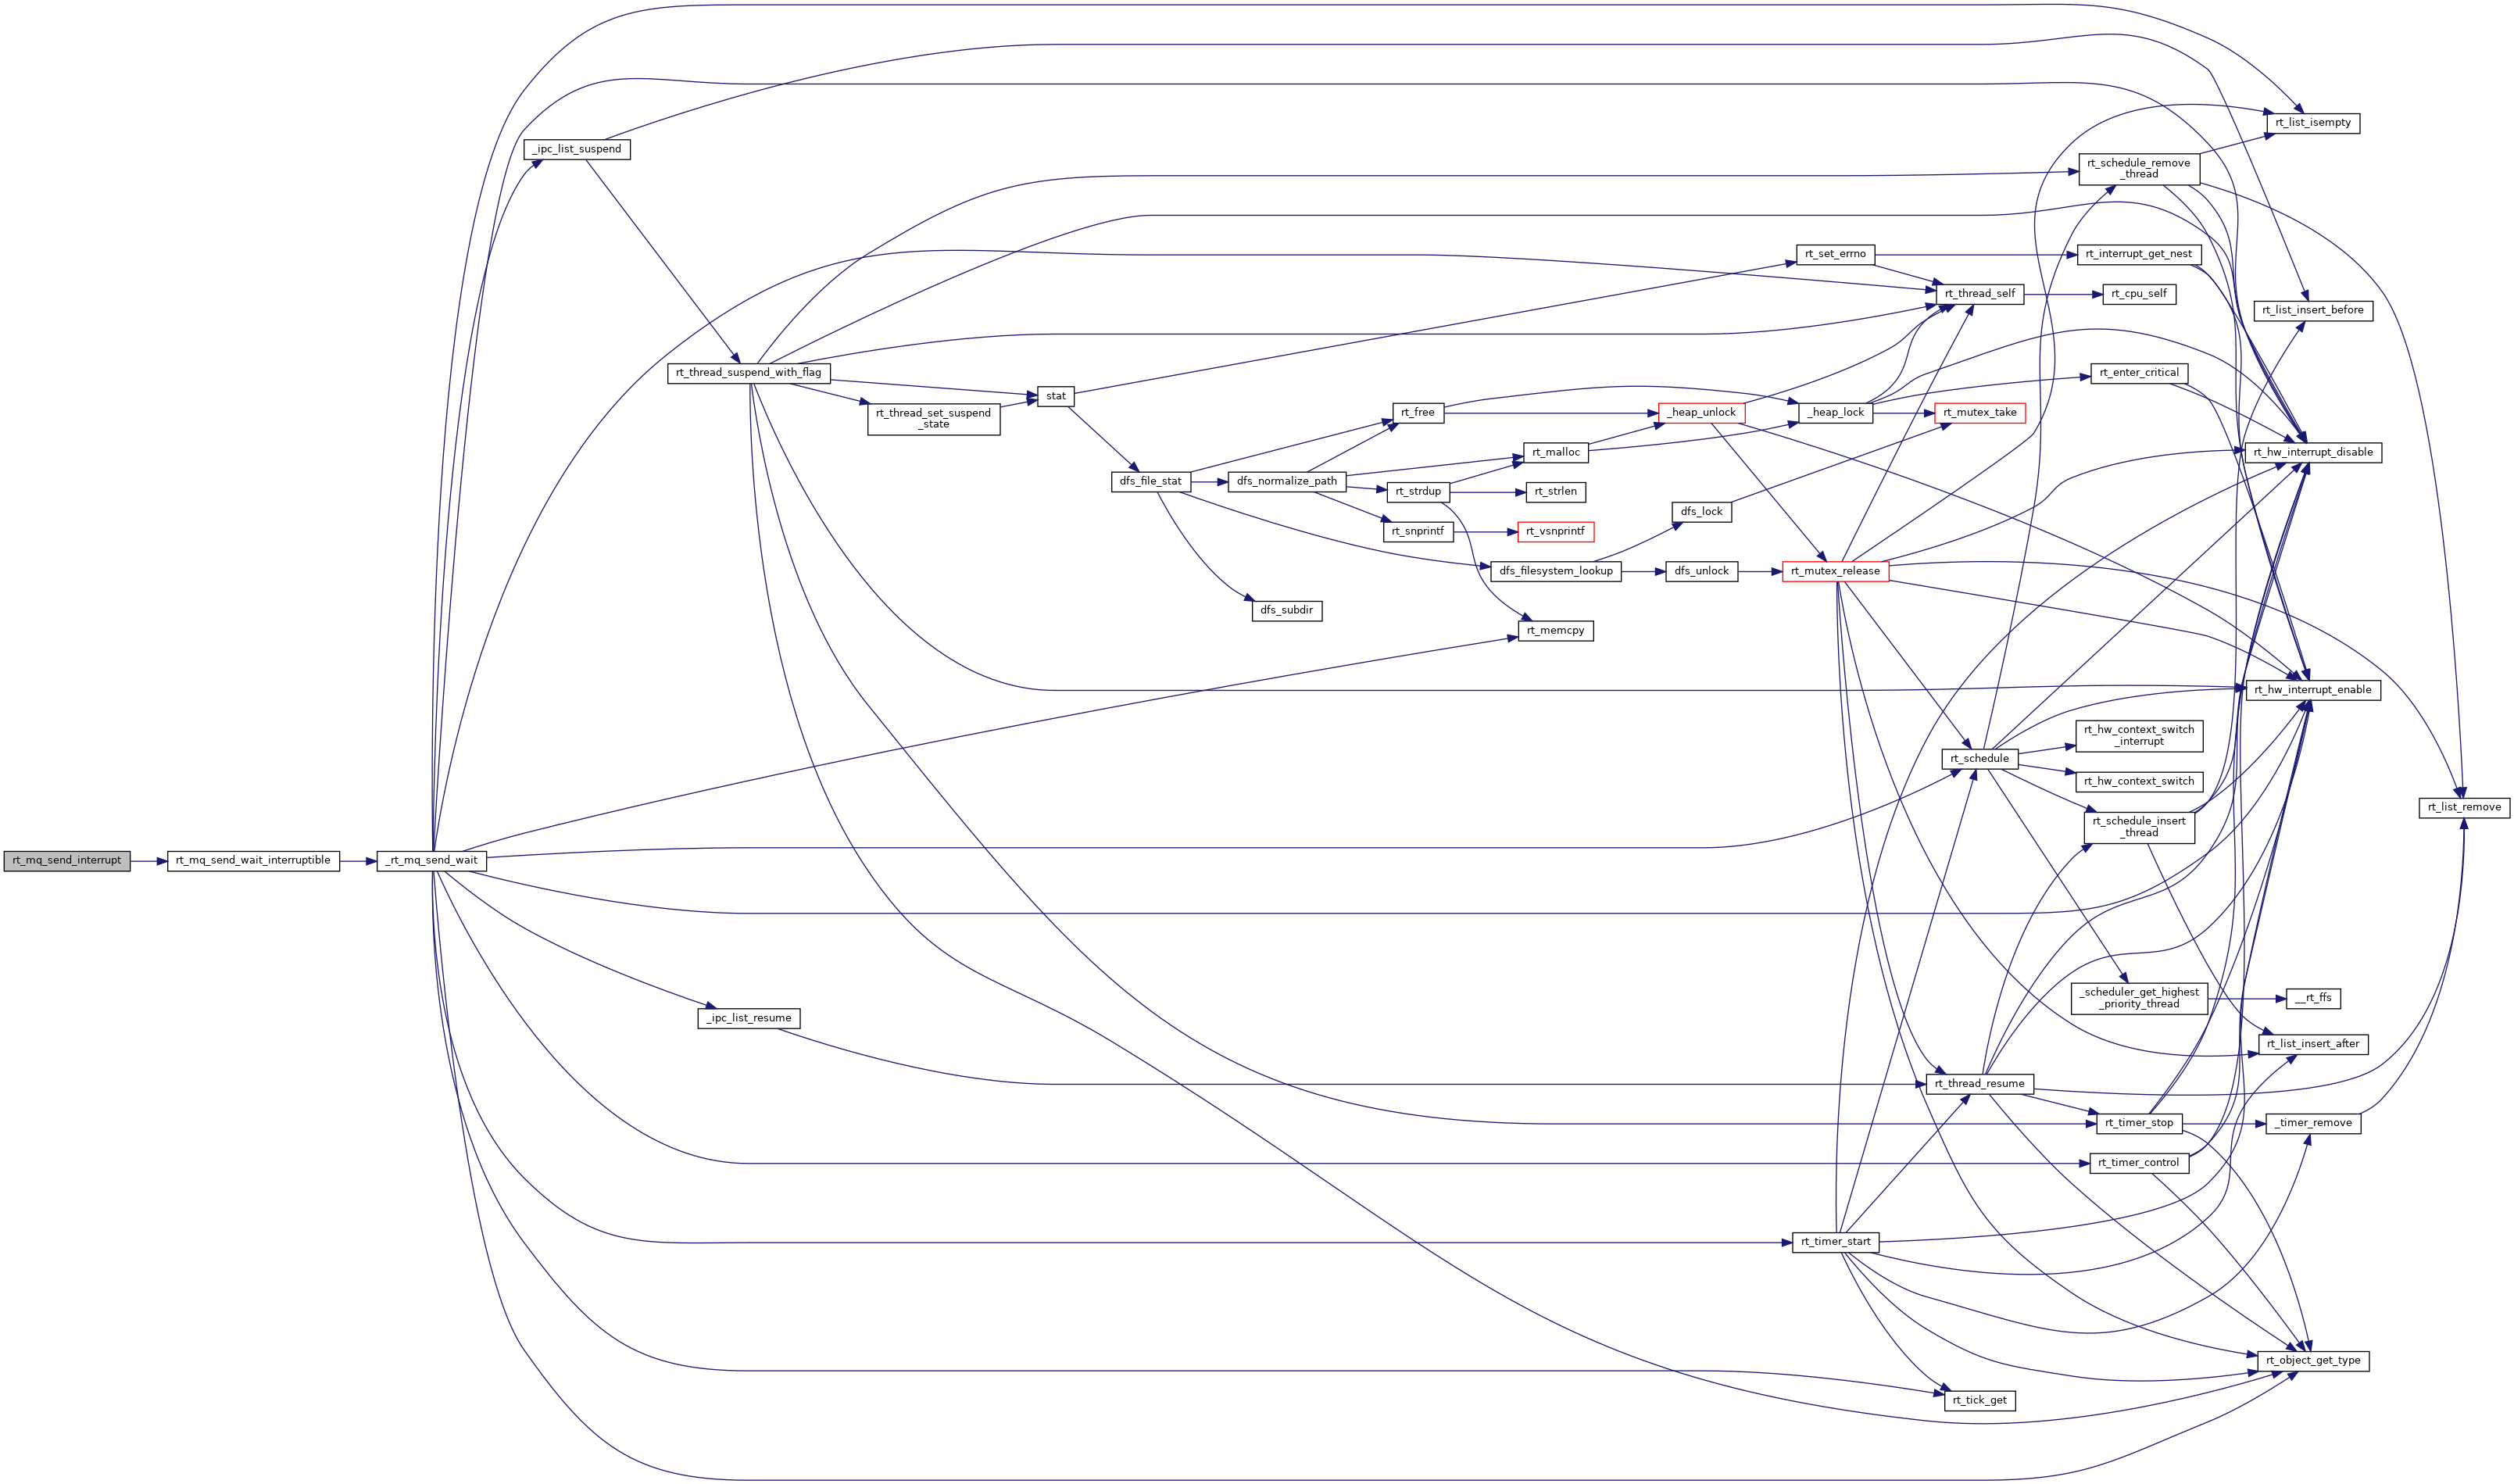 rt_mq_send_interrupt
rt_mq_send_wait_interruptible
_rt_mq_send_wait
_ipc_list_suspend
rt_thread_suspend_with_flag
_ipc_list_resume
rt_thread_set_suspend
_state
stat
dfs_file_stat
dfs_normalize_path
dfs_subdir
rt_free
rt_strdup
rt_snprintf
rt_malloc
rt_strlen
rt_vsnprintf
dfs_filesystem_lookup
rt_memcpy
_heap_unlock
dfs_lock
dfs_unlock
rt_set_errno
_heap_lock
rt_mutex_release
rt_timer_start
rt_thread_self
rt_mutex_take
rt_schedule
rt_thread_resume
rt_tick_get
rt_schedule_remove
_thread
rt_interrupt_get_nest
rt_cpu_self
rt_enter_critical
rt_hw_context_switch
_interrupt
rt_hw_context_switch
rt_schedule_insert
_thread
_scheduler_get_highest
_priority_thread
rt_timer_stop
rt_timer_control
rt_list_isempty
rt_list_insert_before
rt_hw_interrupt_disable
rt_hw_interrupt_enable
__rt_ffs
rt_list_insert_after
_timer_remove
rt_object_get_type
rt_list_remove